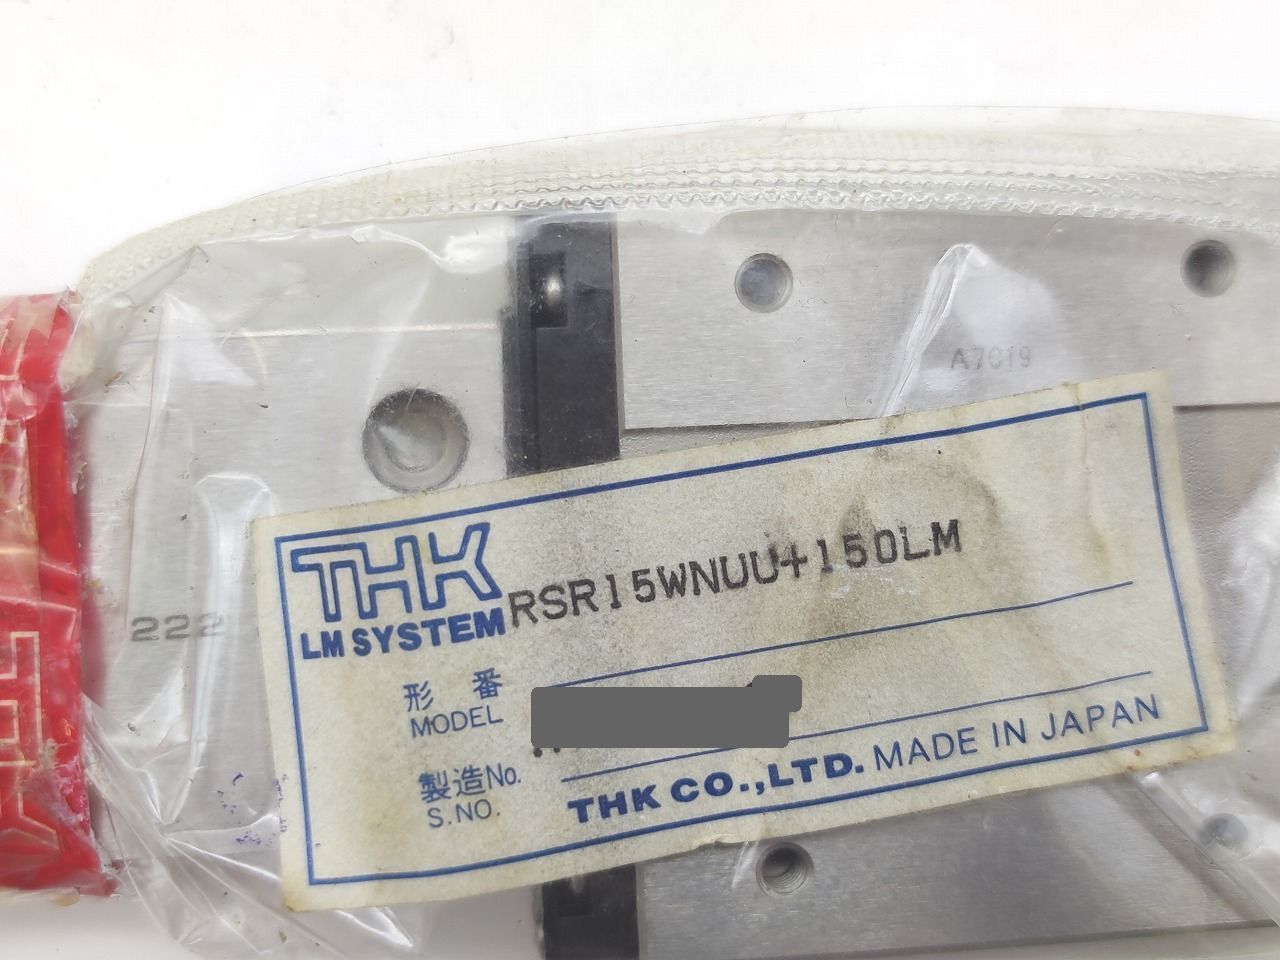 A7C19
THK
LM SYSTEM
RSR15WNUU+150LM
222
形 番
MODEL
製造No.
S.NO.
THK CO.,LTD. MADE IN JAPAN